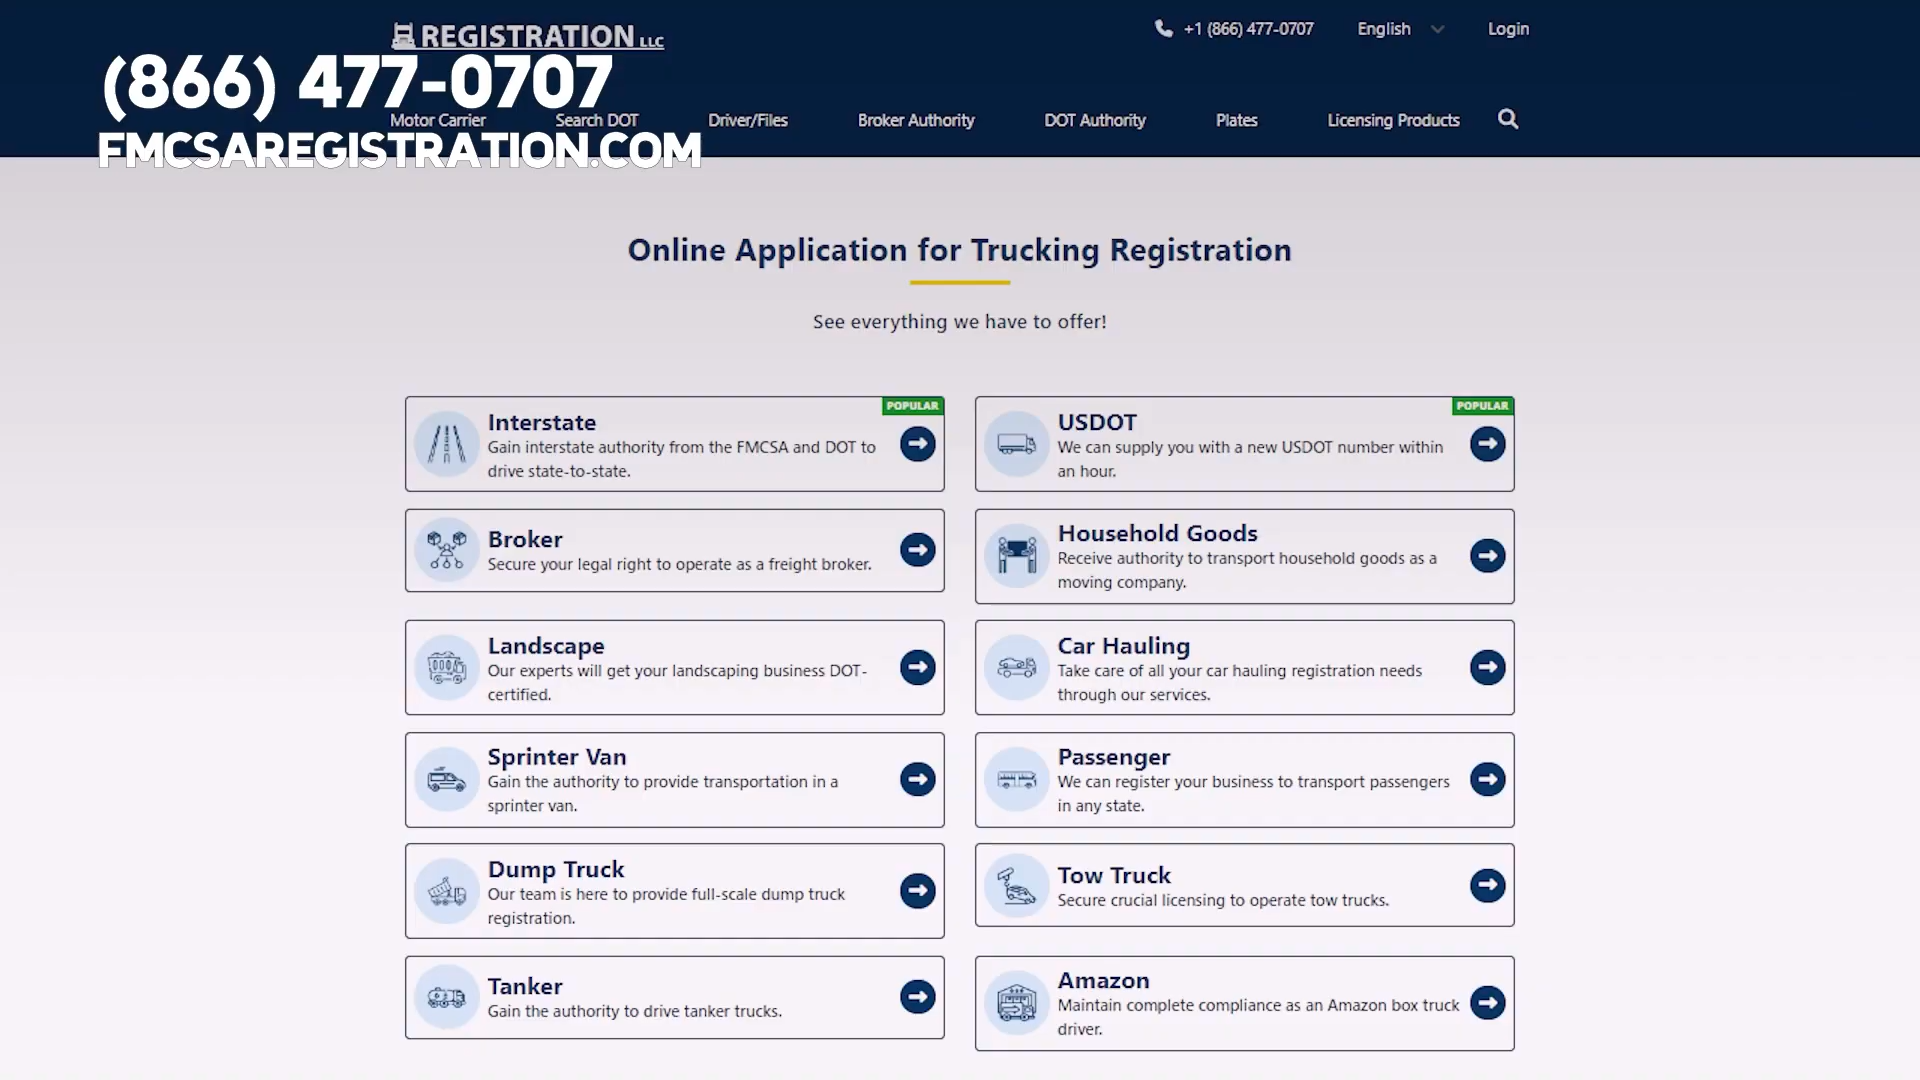 REGISTRATION LLC
+1 (866) 477-0707
English
Login
(866) 477-0707
Motor Carrier
Search DOT
Driver/Files
Broker Authority
DOT Authority
Plates
Licensing Products
FMCSAREGISTRATION.COM
Online Application for Trucking Registration
See everything we have to offer!
POPULAR
Interstate
Gain interstate authority from the FMCSA and DOT to
drive state-to-state.
POPULAR
USDOT
We can supply you with a new USDOT number within
an hour.
Broker
Secure your legal right to operate as a freight broker.
Household Goods
Receive authority to transport household goods as a
moving company.
Landscape
Our experts will get your landscaping business DOT-
certified.
Car Hauling
Take care of all your car hauling registration needs
through our services.
Sprinter Van
Gain the authority to provide transportation in a
sprinter van.
Passenger
We can register your business to transport passengers
in any state.
Dump Truck
Our team is here to provide full-scale dump truck
registration.
Tow Truck
Secure crucial licensing to operate tow trucks.
Tanker
Gain the authority to drive tanker trucks.
Amazon
Maintain complete compliance as an Amazon box truck
driver.